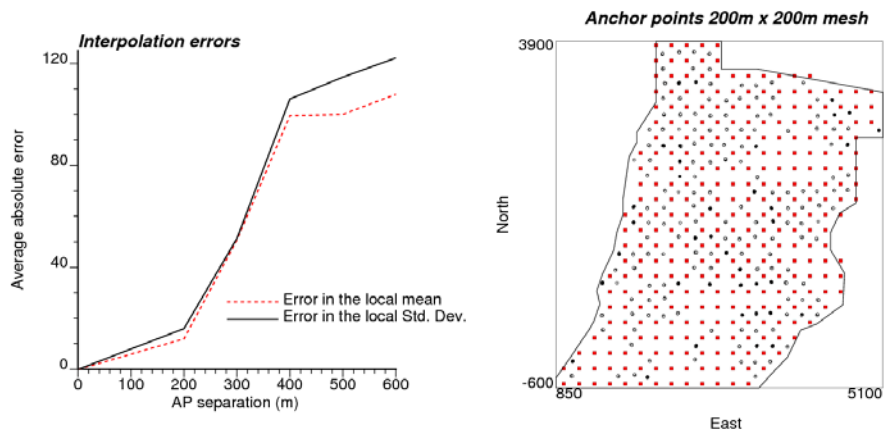 Interpolation errors
120
80
40
0
Average absolute error
Error in the local mean
Error in the local Std. Dev.
0 100 200 300 400 500 600
AP separation (m)
Anchor points 200m x 200m mesh
3900
North
-600
850 5100
East